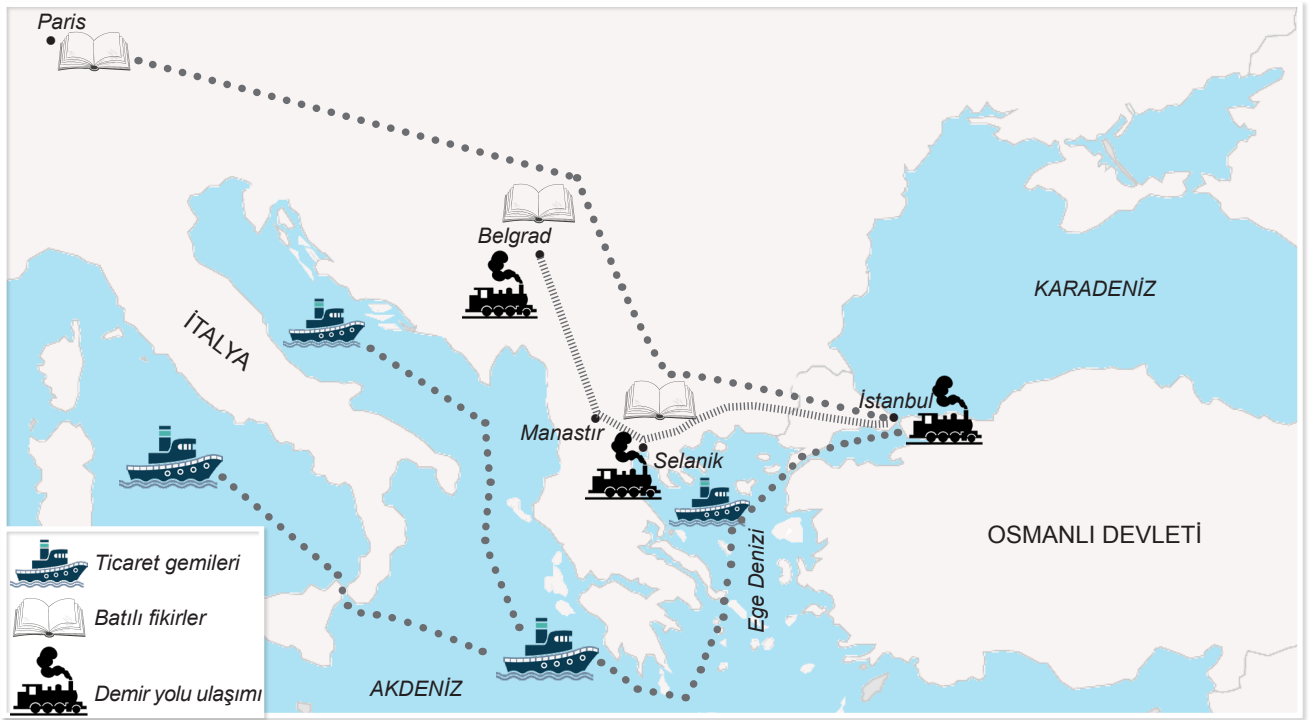 Paris
Belgrad
KARADENİZ
İTALYA
İstanbul
Manastır
Selanik
OSMANLI DEVLETİ
Ege Denizi
AKDENİZ
Ticaret gemileri
Batılı fikirler
Demir yolu ulaşımı